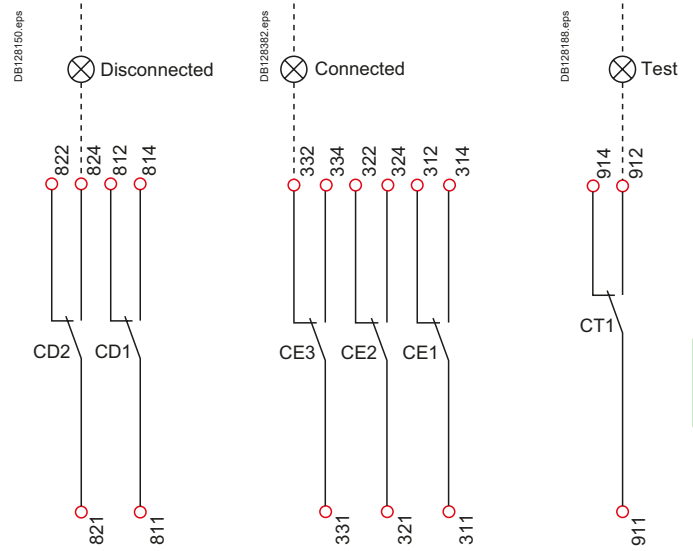 DB128150.eps
Disconnected
822
824
812
814
CD2
CD1
821
811
DB128382.eps
Connected
332
334
322
324
312
314
CE3
CE2
CE1
331
321
311
DB128188.eps
Test
914
912
CT1
911